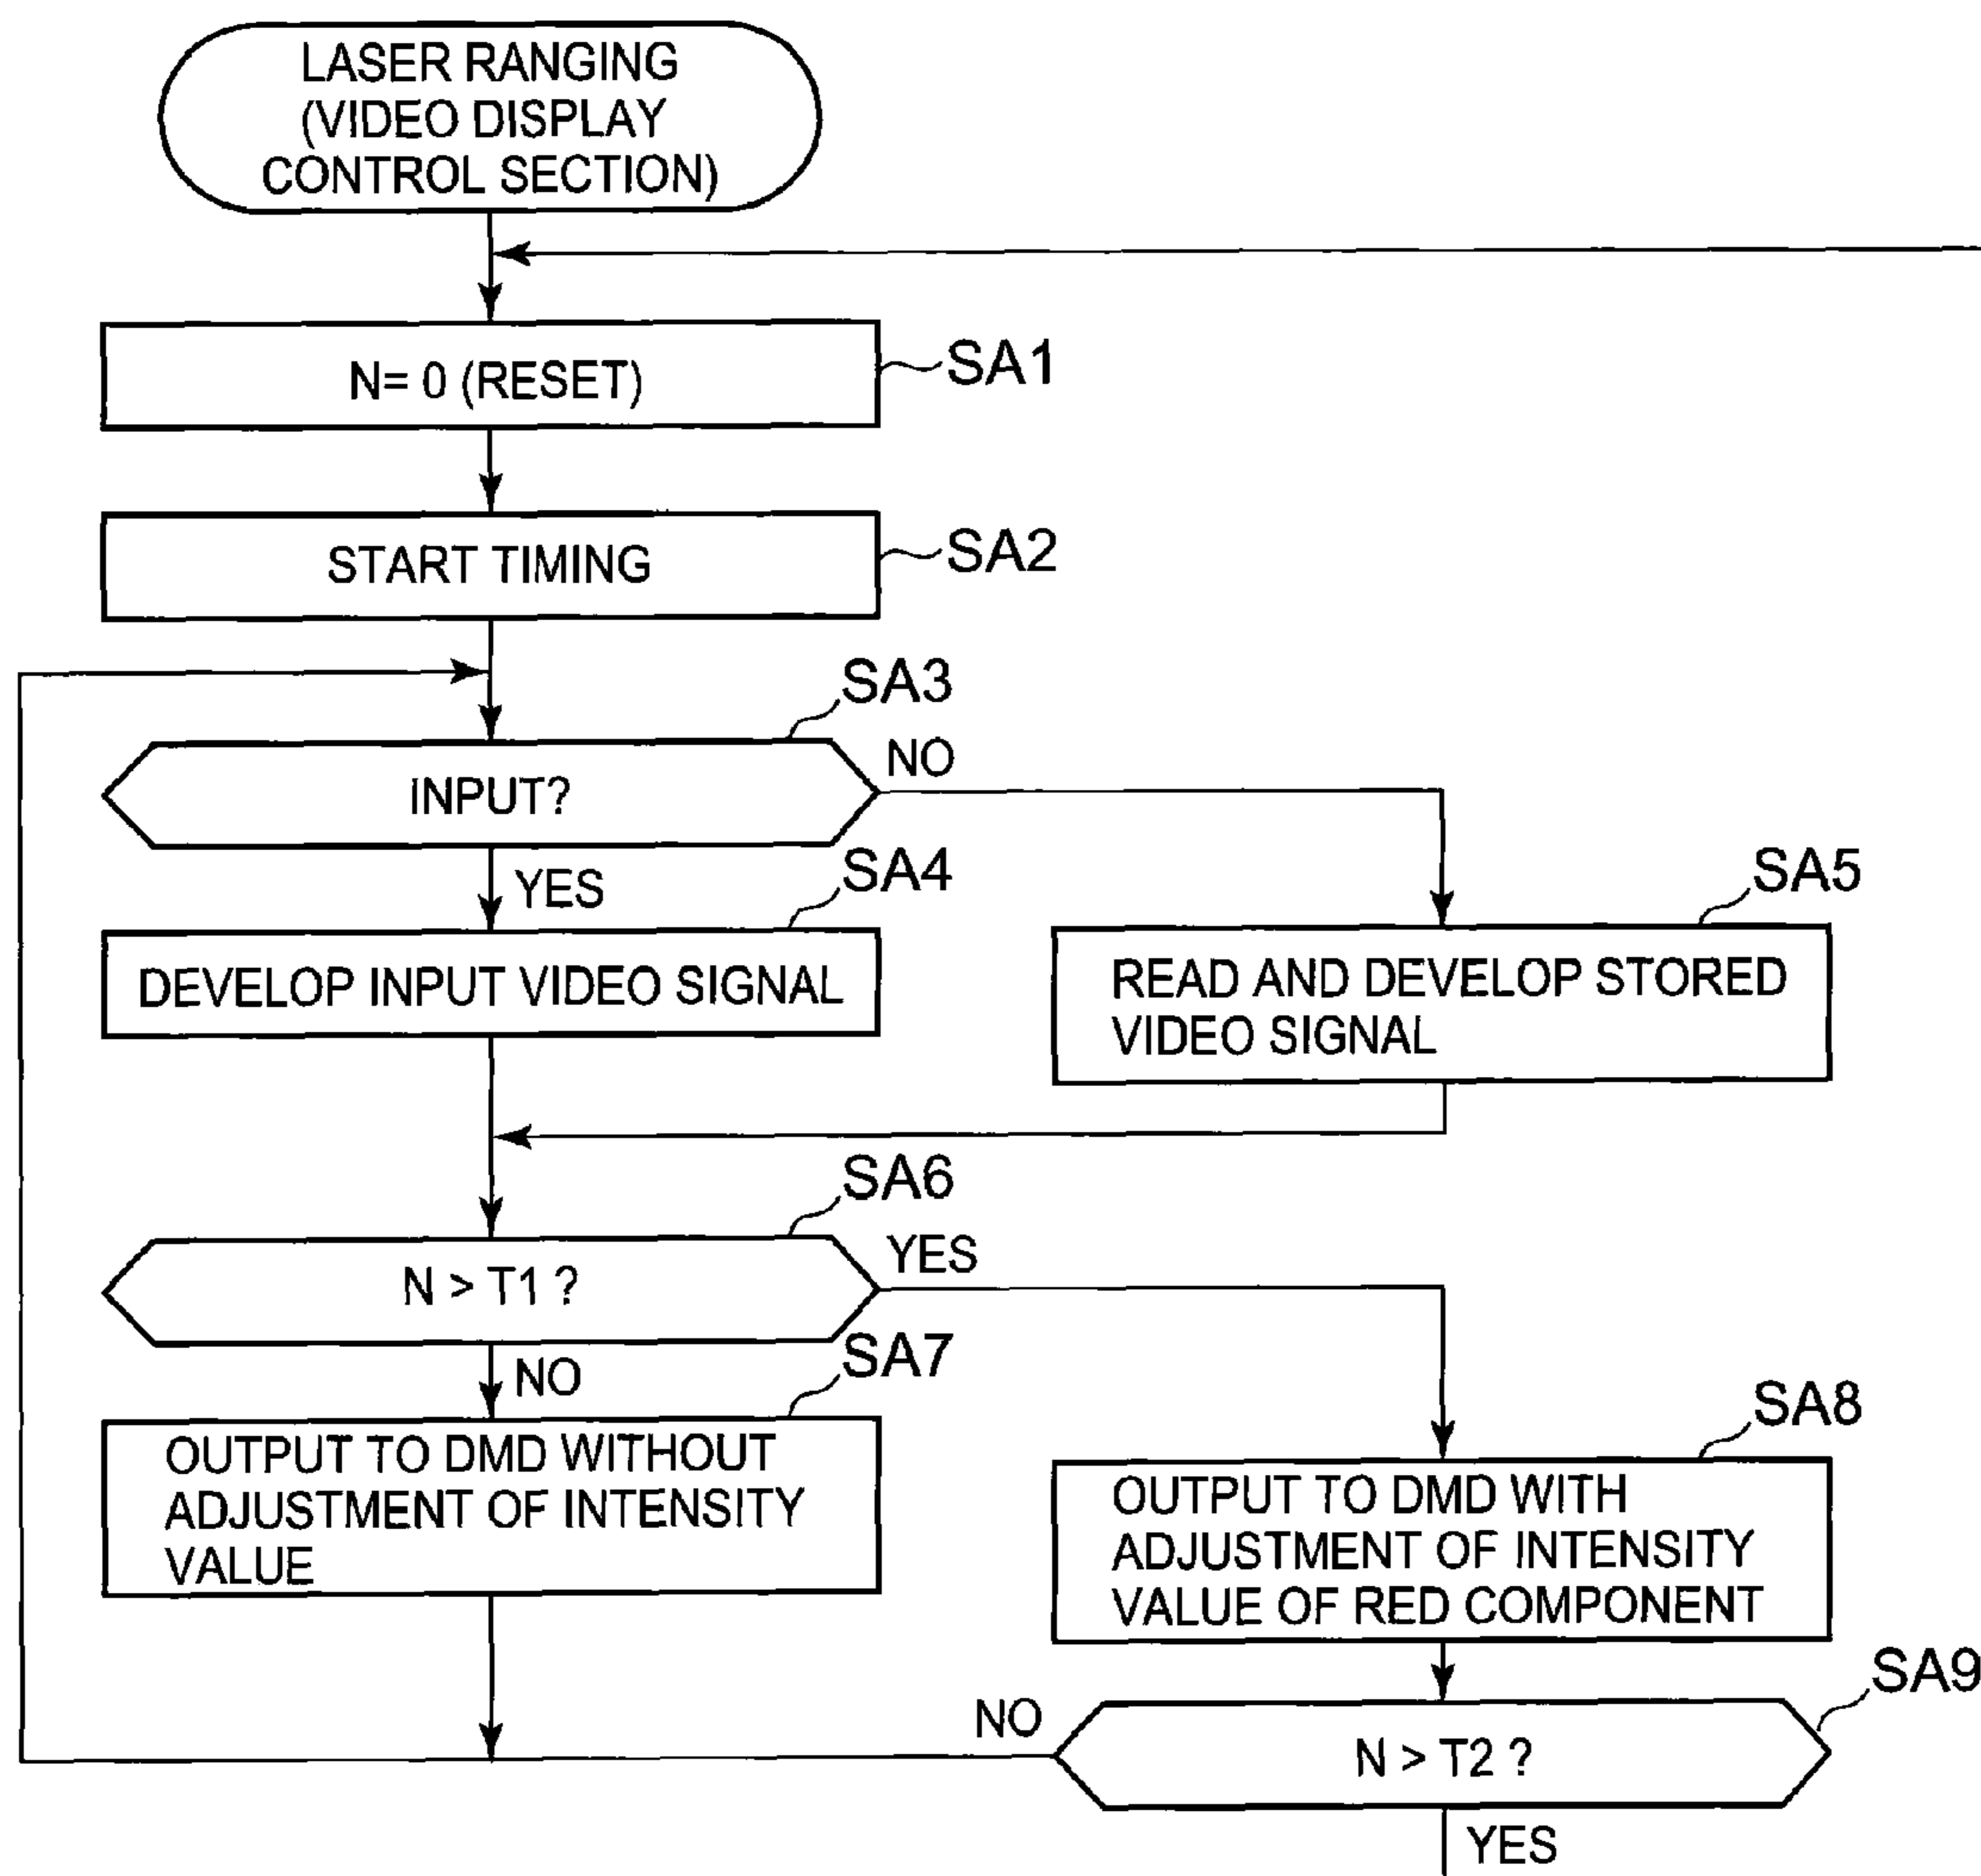 LASER RANGING
(VIDEO DISPLAY
CONTROL SECTION)
N= 0 (RESET)
SA1
START TIMING
SA2
SA3
INPUT?
NO
YES
SA4
DEVELOP INPUT VIDEO SIGNAL
SA5
READ AND DEVELOP STORED
VIDEO SIGNAL
SA6
N > T1 ?
YES
NO
SA7
OUTPUT TO DMD WITHOUT
ADJUSTMENT OF INTENSITY
VALUE
SA8
OUTPUT TO DMD WITH
ADJUSTMENT OF INTENSITY
VALUE OF RED COMPONENT
SA9
NO
N > T2 ?
YES